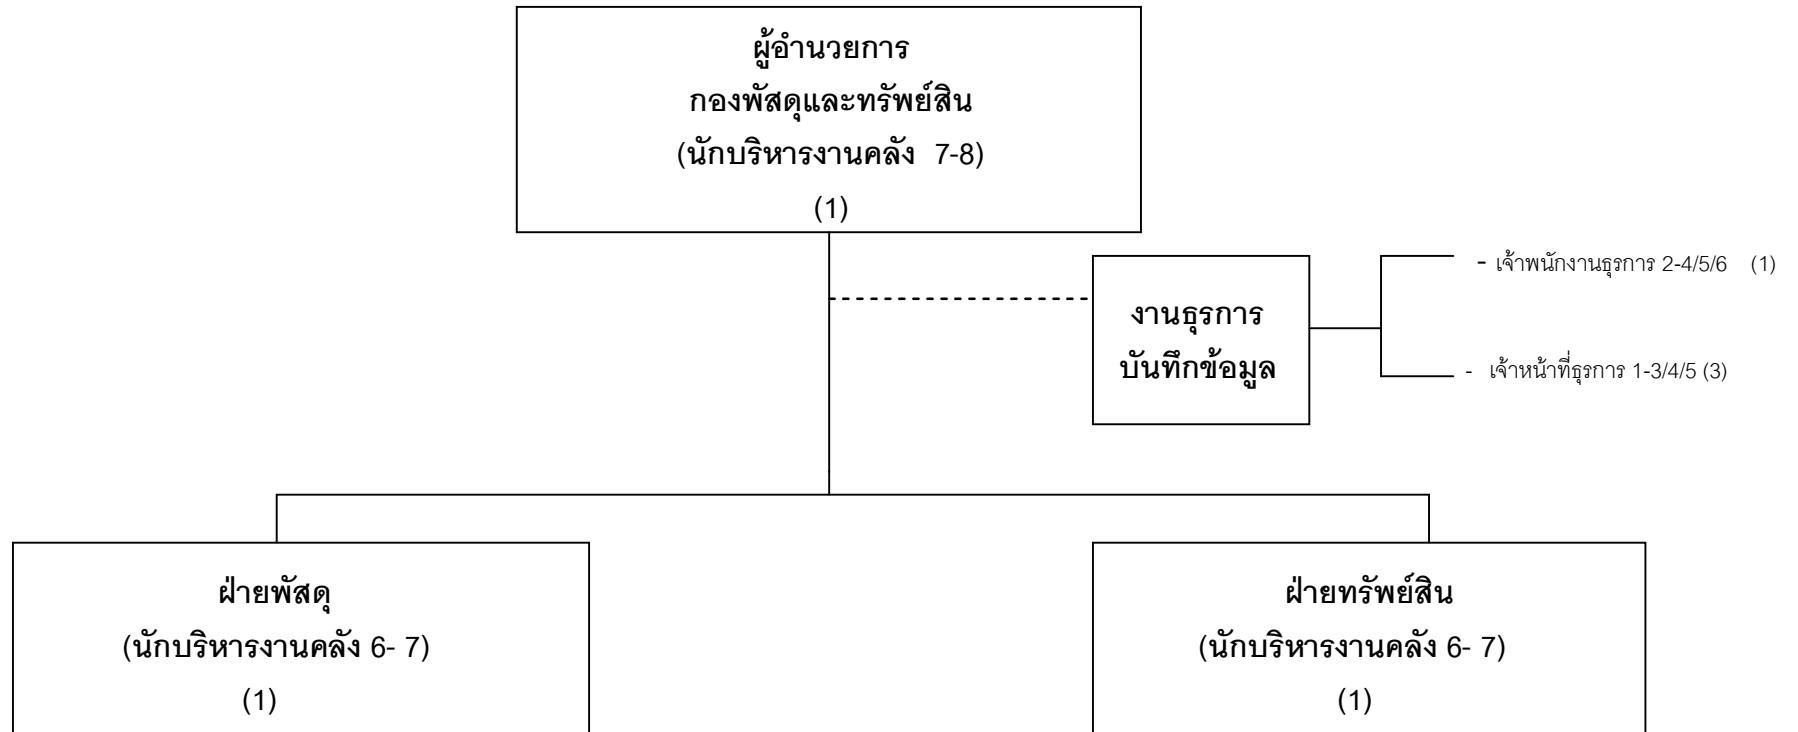 ผู้อำนวยการ
กองพัสดุและทรัพย์สิน
(นักบริหารงานคลัง 7-8)
(1)
งานธุรการ
บันทึกข้อมูล
- เจ้าพนักงานธุรการ 2-4/5/6 (1)
- เจ้าหน้าที่ธุรการ 1-3/4/5 (3)
ฝ่ายพัสดุ
(นักบริหารงานคลัง 6- 7)
(1)
ฝ่ายทรัพย์สิน
(นักบริหารงานคลัง 6- 7)
(1)